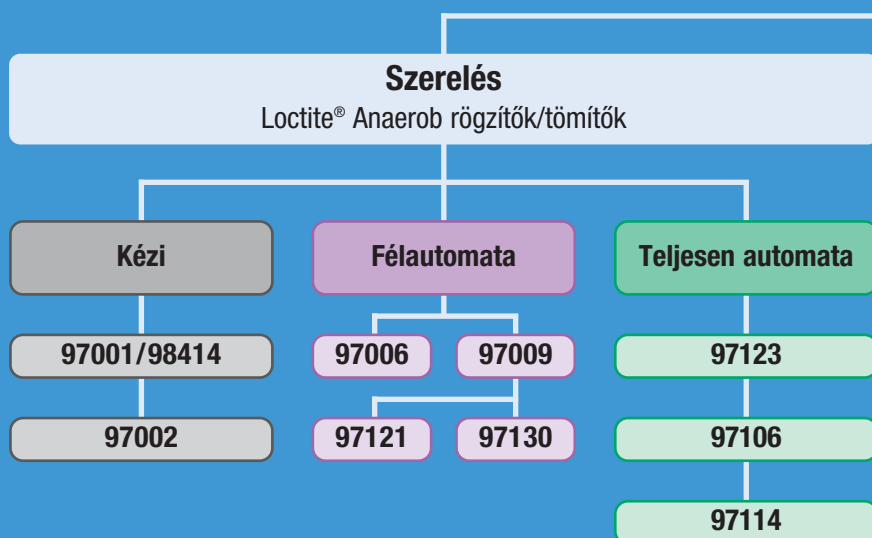 Szerelés
Loctite® Anaerob rögzítők/tömítők
Kézi
Félautomata
Teljesen automata
97001/98414
97006
97009
97123
97002
97121
97130
97106
97114